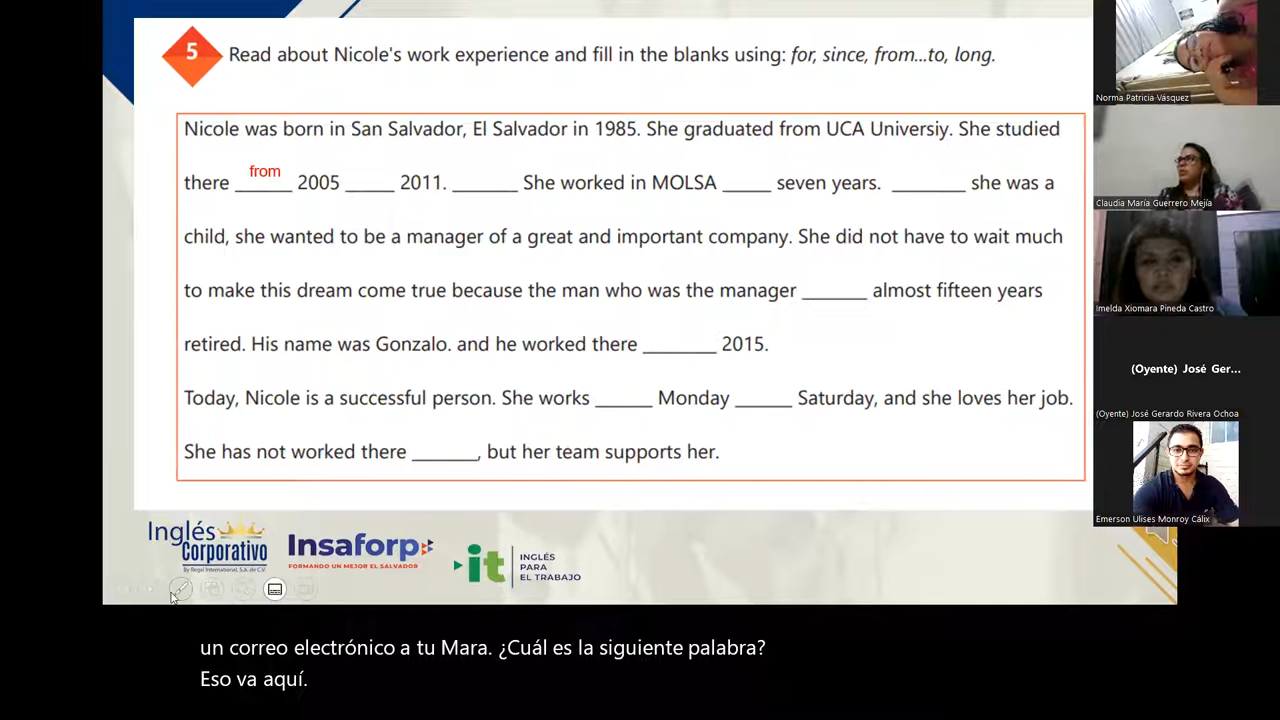 5
Read about Nicole's work experience and fill in the blanks using: for, since, from...to, long.
Nicole was born in San Salvador, El Salvador in 1985. She graduated from UCA Universiy. She studied
from
there ______ 2005 _____ 2011. _______ She worked in MOLSA _____ seven years. ________ she was a
child, she wanted to be a manager of a great and important company. She did not have to wait much
to make this dream come true because the man who was the manager _______ almost fifteen years
retired. His name was Gonzalo. and he worked there ________ 2015.
Today, Nicole is a successful person. She works ______ Monday ______ Saturday, and she loves her job.
She has not worked there _______, but her team supports her.
Inglés
Corporativo
By Regal International, S.A. de C.V.
Insaforp
FORMANDO UN MEJOR EL SALVADOR
it
INGLÉS
PARA
EL TRABAJO
Norma Patricia Vásquez
Claudia María Guerrero Mejía
Imelda Xiomara Pineda Castro
(Oyente) José Ger...
(Oyente) José Gerardo Rivera Ochoa
Emerson Ulises Monroy Cálix
un correo electrónico a tu Mara. ¿Cuál es la siguiente palabra?
Eso va aquí.